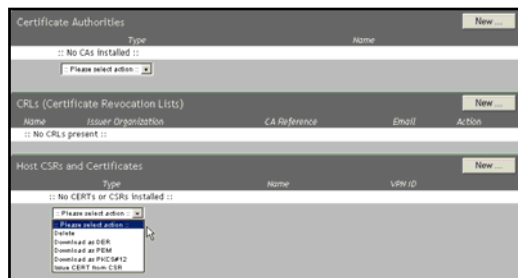 Certificate Authorities New ...
Type Name
:: No CAs installed ::
:: Please select action ::
CRLs (Certificate Revocation Lists) New ...
Name Issuer Organization CA Reference Email Action
:: No CRLs present ::
Host CSRs and Certificates New ...
Type Name VPN ID
:: No CERTs or CSRs installed ::
:: Please select action ::
:: Please select action ::
Delete
Download as DER
Download as PEM
Download as PKCS#12
Issue CERT from CSR